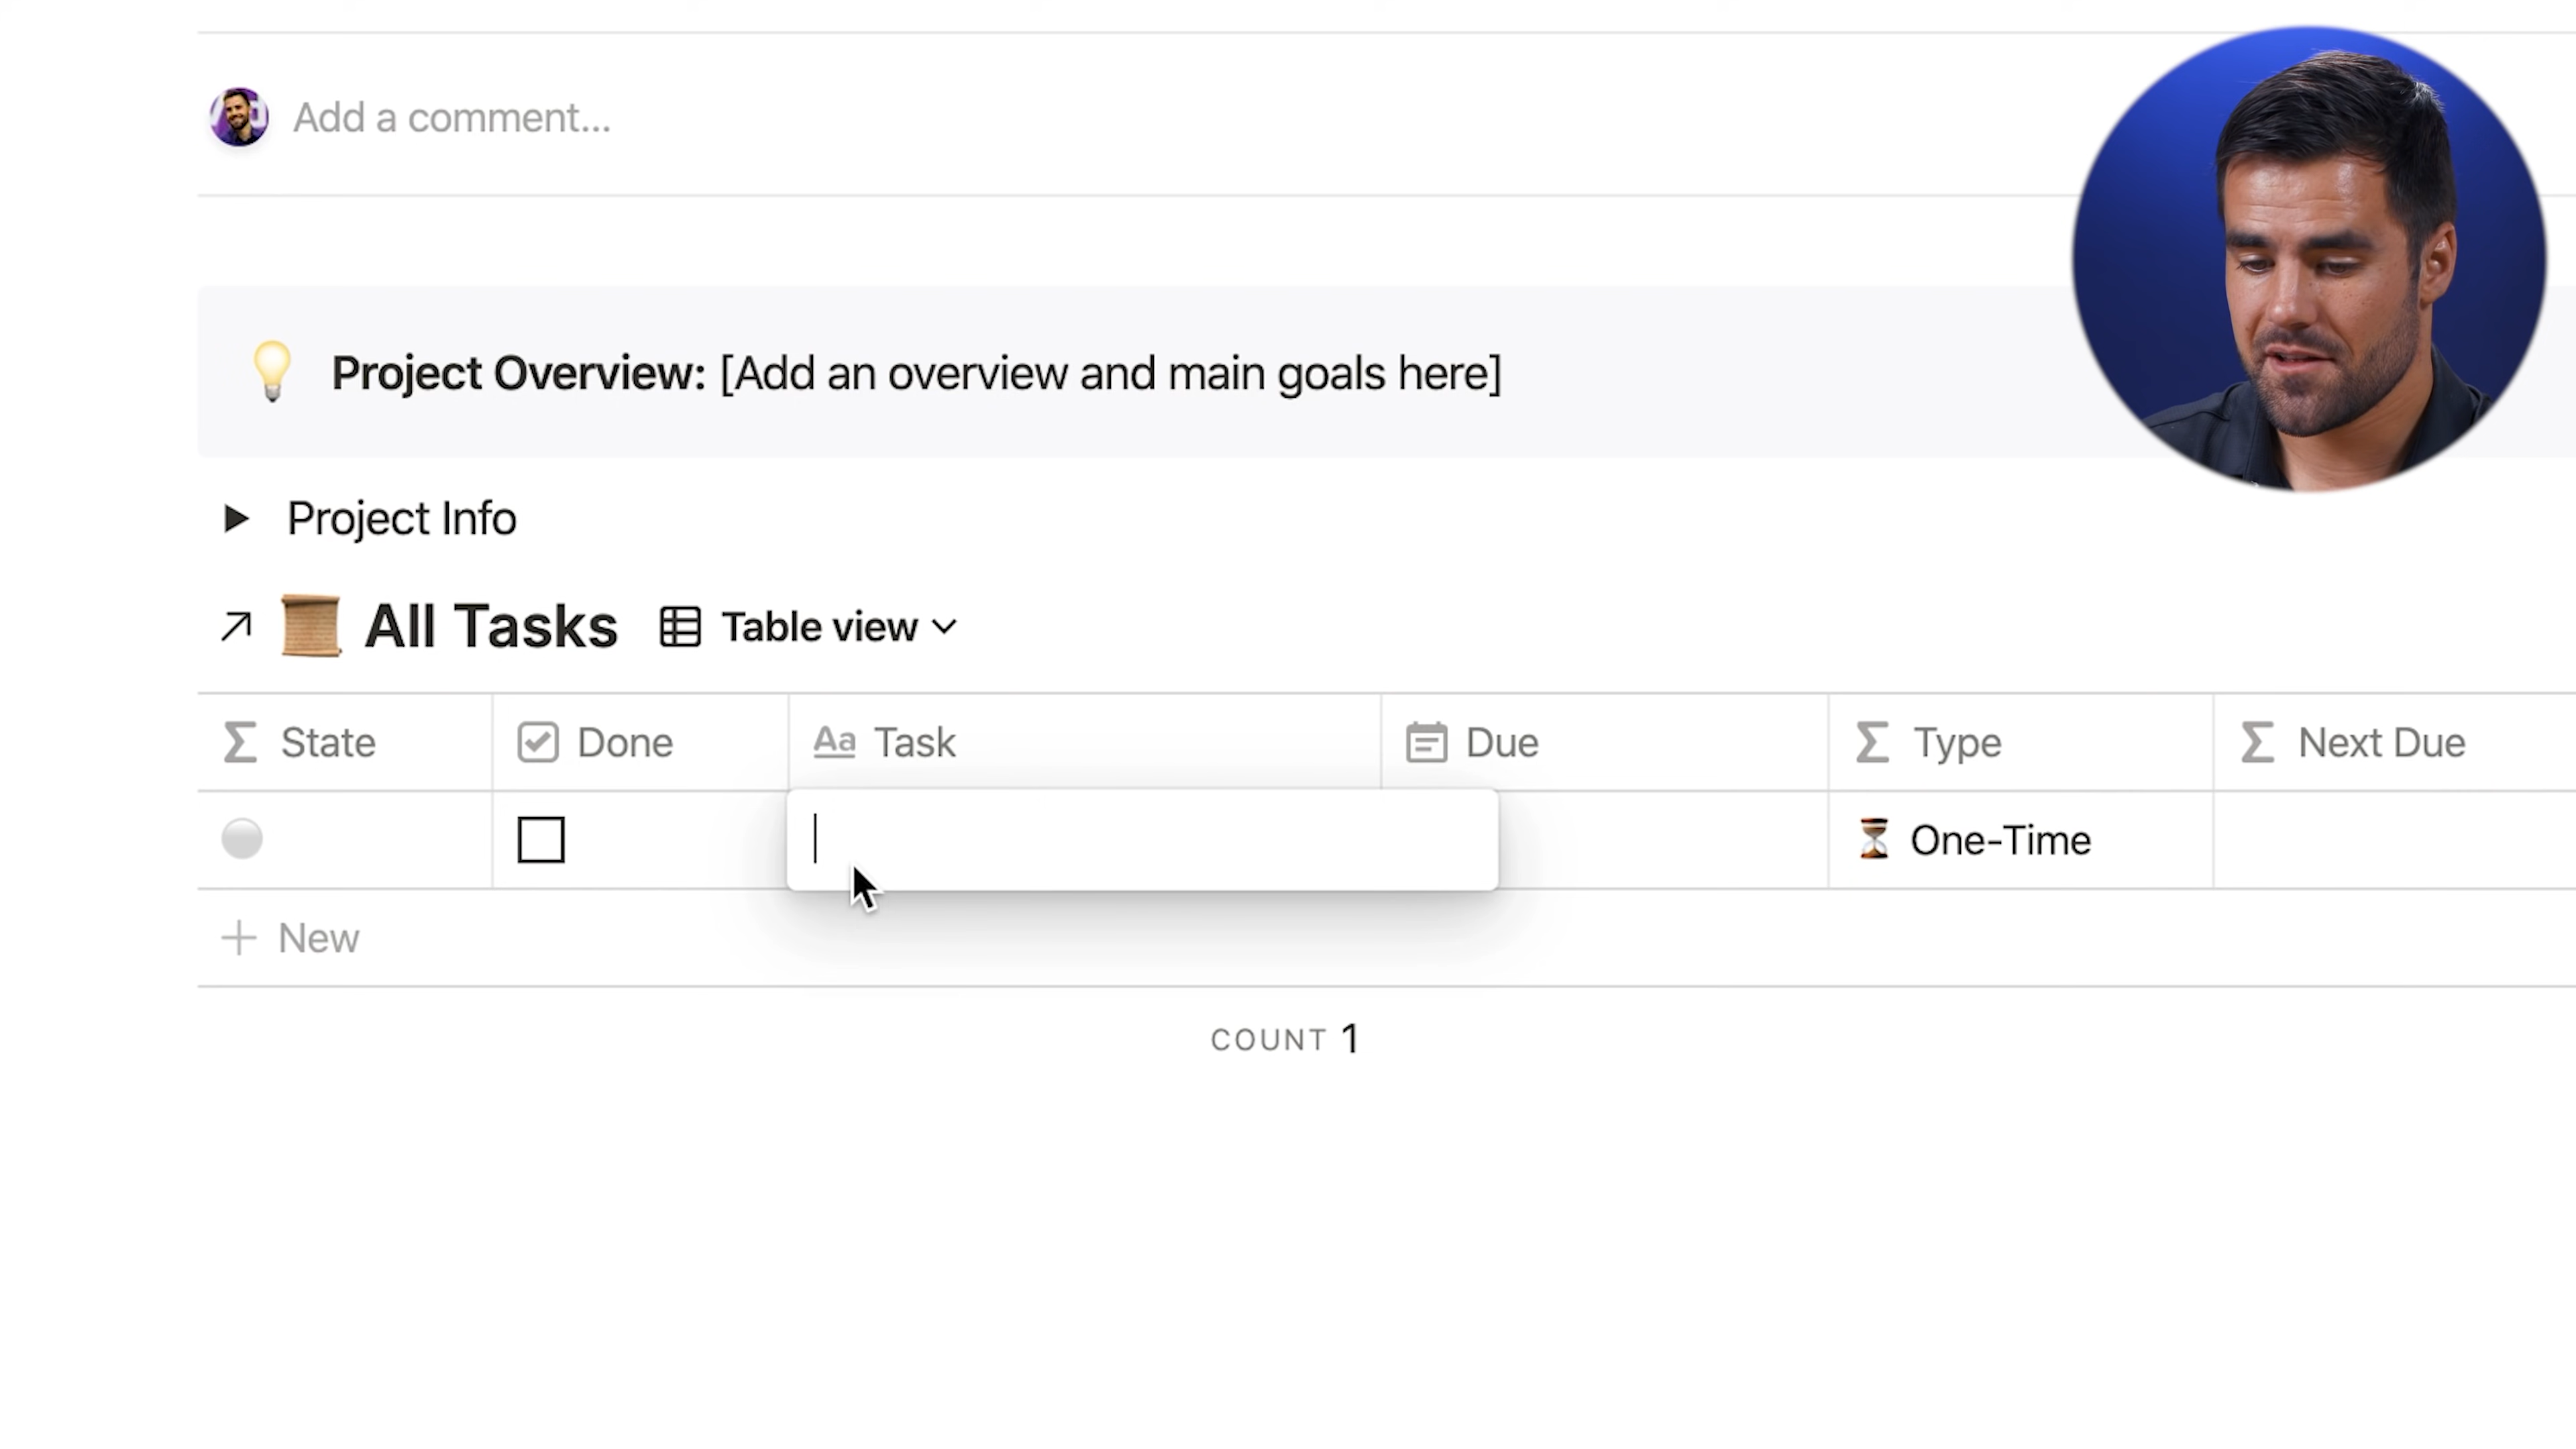 Add a comment...
Project Overview: [Add an overview and main goals here]
Project Info
All Tasks Table view
State Done Aa Task Due Type Next Due
One-Time
New
COUNT 1